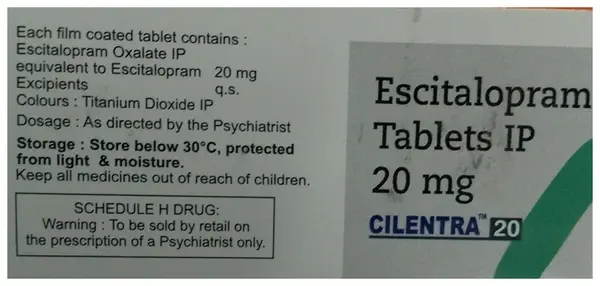 Each film coated tablet contains :
Escitalopram Oxalate IP
equivalent to Escitalopram 20 mg
Excipients q.s.
Colours : Titanium Dioxide IP
Dosage : As directed by the Psychiatrist
Storage : Store below 30°C, protected
from light & moisture.
Keep all medicines out of reach of children.
SCHEDULE H DRUG:
Warning : To be sold by retail on
the prescription of a Psychiatrist only.
Escitalopram
Tablets IP
20 mg
CILENTRA™ 20